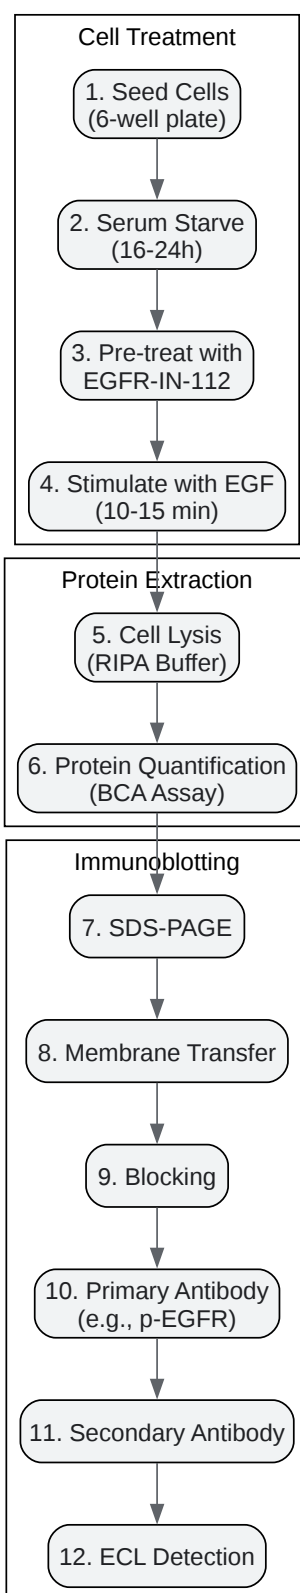 Cell Treatment
1. Seed Cells
(6-well plate)
2. Serum Starve
(16-24h)
3. Pre-treat with
EGFR-IN-112
4. Stimulate with EGF
(10-15 min)
Protein Extraction
5. Cell Lysis
(RIPA Buffer)
6. Protein Quantification
(BCA Assay)
Immunoblotting
7. SDS-PAGE
8. Membrane Transfer
9. Blocking
10. Primary Antibody
(e.g., p-EGFR)
11. Secondary Antibody
12. ECL Detection